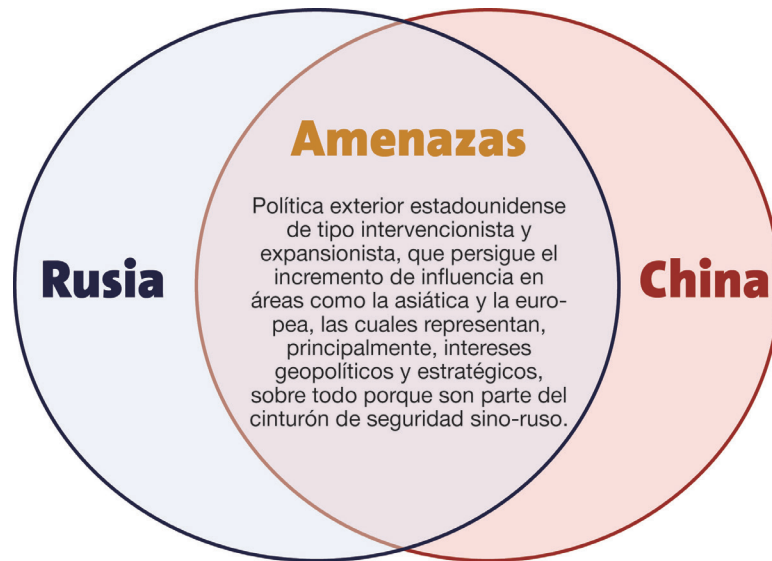 Amenazas
Política exterior estadounidense
de tipo intervencionista y
expansionista, que persigue el
incremento de influencia en
áreas como la asiática y la euro-
pea, las cuales representan,
principalmente, intereses
geopolíticos y estratégicos,
sobre todo porque son parte del
cinturón de seguridad sino-ruso.
Rusia
China